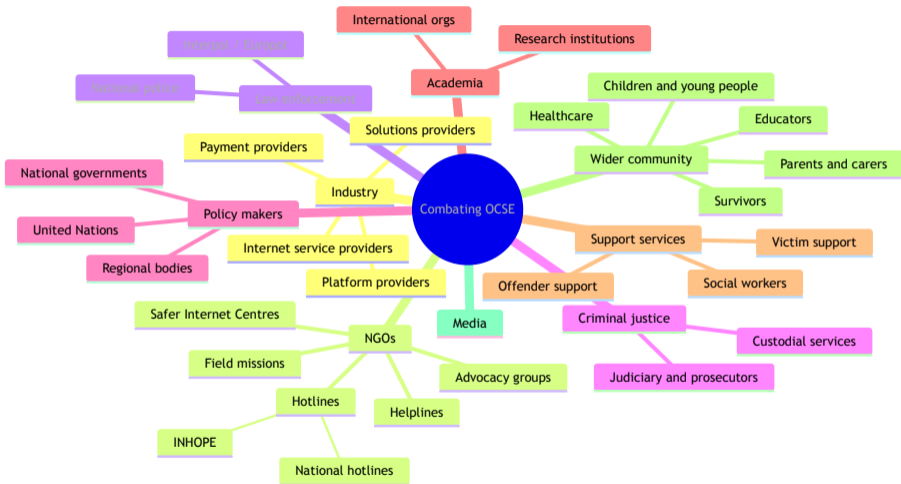 International orgs
Research institutions
Academia
Law enforcement
Solutions providers
Payment providers
Industry
Internet service providers
Platform providers
National governments
Policy makers
United Nations
Regional bodies
Combating OCSE
Children and young people
Healthcare
Educators
Wider community
Parents and carers
Survivors
Support services
Victim support
Social workers
Offender support
Criminal justice
Custodial services
Judiciary and prosecutors
Media
Safer Internet Centres
NGOs
Field missions
Advocacy groups
Hotlines
Helplines
INHOPE
National hotlines